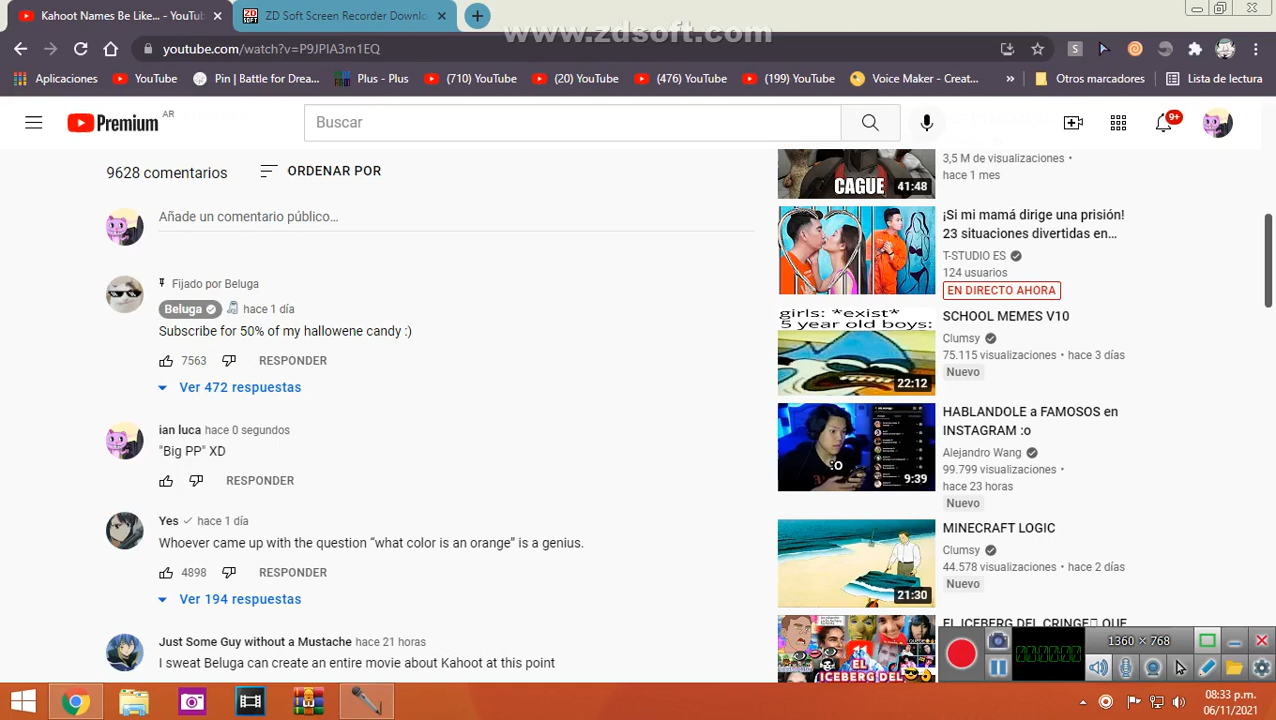 Kahoot Names Be Like...  - YouTu
ZD Soft Screen Recorder Downlo
www.zdsoft.com
youtube.com/watch?v=P9JPIA3m1EQ
Aplicaciones
YouTube
Pin | Battle for Drea...
Plus - Plus
(710) YouTube
(20) YouTube
(476) YouTube
(199) YouTube
Voice Maker - Creat...
»
Otros marcadores
Lista de lectura
Premium
AR
Buscar
9+
9628 comentarios
ORDENAR POR
Añade un comentario público...
Fijado por Beluga
Beluga
hace 1 día
Subscribe for 50% of my hallowene candy :)
7563
RESPONDER
Ver 472 respuestas
ian luca hace 0 segundos
XD
RESPONDER
Yes
hace 1 día
came up with the question “what color is an orange” is a genius.
4898
RESPONDER
Ver 194 respuestas
Just some Guy without a Mustache hace 21 horas
I sweat Beluga can create an entire movie about Kahoot at this point
CAGUE
41:48
3,5 M de visualizaciones •
hace 1 mes
¡Si mi mamá dirige una prisión!
23 situaciones divertidas en...
T-STUDIO ES
124 usuarios
EN DIRECTO AHORA
girls: *exist*
5 year old boys:
22:12
SCHOOL MEMES V10
Clumsy
75.115 visualizaciones • hace 3 días
Nuevo
:O
9:39
HABLANDOLE a FAMOSOS en
INSTAGRAM :o
Alejandro Wang
99.799 visualizaciones •
hace 23 horas
Nuevo
21:30
MINECRAFT LOGIC
Clumsy
44.578 visualizaciones • hace 2 días
Nuevo
EL
ICEBERG DEL
EL ICEBERG DEL CRINGE▯ QUE
1360 × 768
08:33 p.m.
06/11/2021